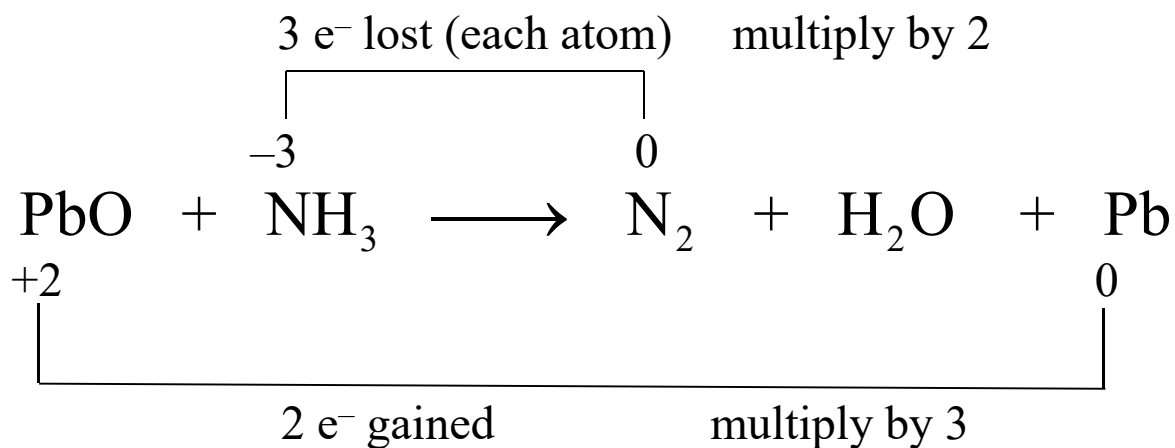 3 e⁻ lost (each atom) multiply by 2
–3 0
PbO + NH₃ ⟶ N₂ + H₂O + Pb
+2 0
2 e⁻ gained multiply by 3